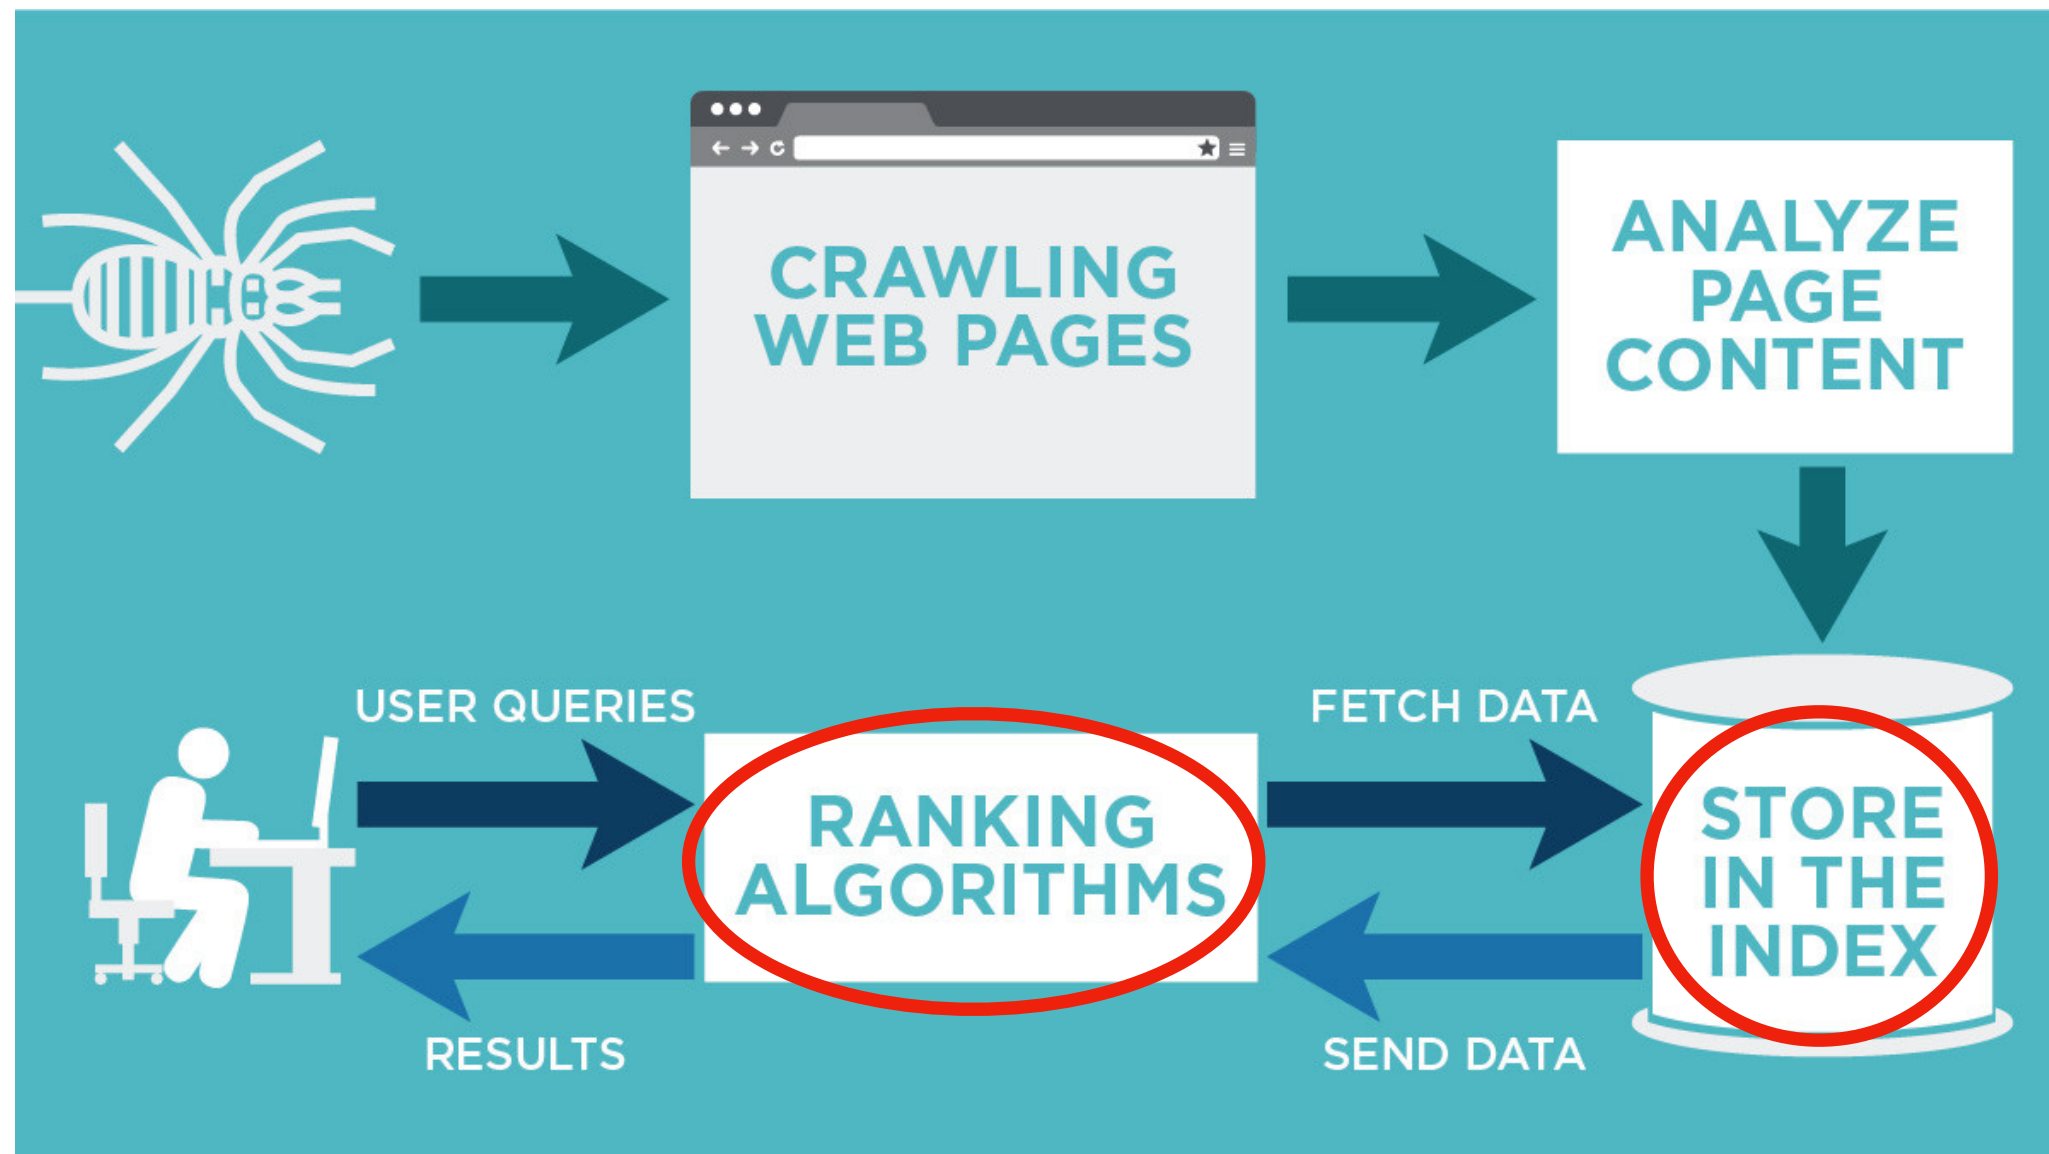 CRAWLING
WEB PAGES
ANALYZE
PAGE
CONTENT
USER QUERIES
FETCH DATA
RANKING
ALGORITHMS
STORE
IN THE
INDEX
RESULTS
SEND DATA